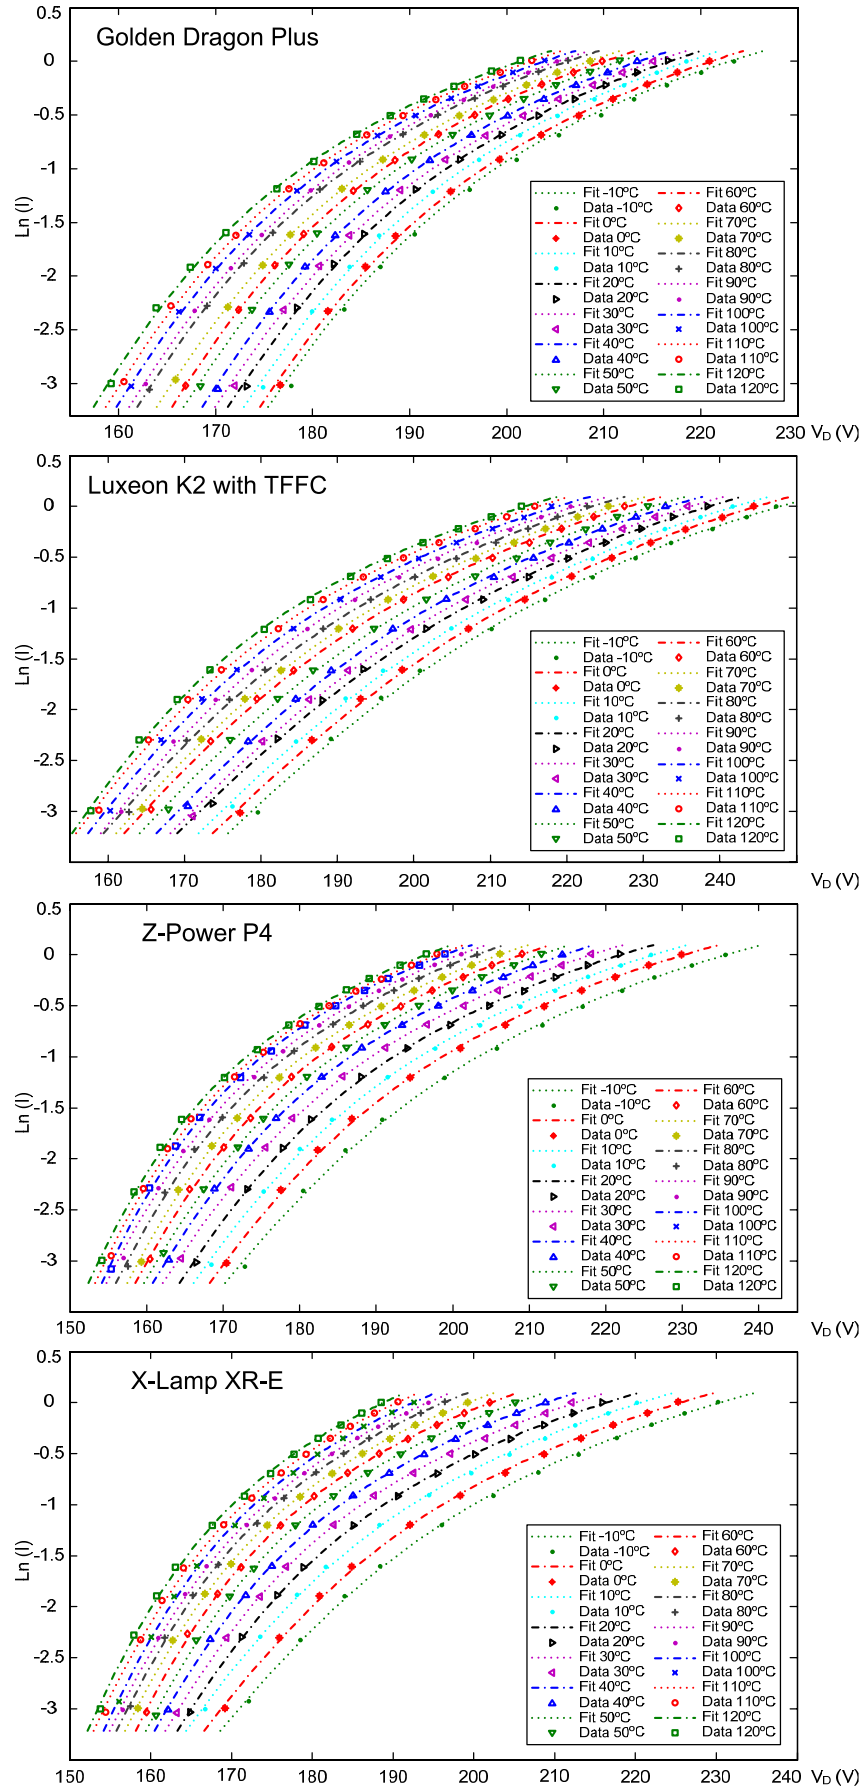 Golden Dragon Plus
Ln (I)
0.5
0
-0.5
-1
-1.5
-2
-2.5
-3
Fit -10ºC Fit 60ºC
Data -10ºC Data 60ºC
Fit 0ºC Fit 70ºC
Data 0ºC Data 70ºC
Fit 10ºC Fit 80ºC
Data 10ºC Data 80ºC
Fit 20ºC Fit 90ºC
Data 20ºC Data 90ºC
Fit 30ºC Fit 100ºC
Data 30ºC Data 100ºC
Fit 40ºC Fit 110ºC
Data 40ºC Data 110ºC
Fit 50ºC Fit 120ºC
Data 50ºC Data 120ºC
160 170 180 190 200 210 220 230 VD (V)
Luxeon K2 with TFFC
Ln (I)
0.5
0
-0.5
-1
-1.5
-2
-2.5
-3
Fit -10ºC Fit 60ºC
Data -10ºC Data 60ºC
Fit 0ºC Fit 70ºC
Data 0ºC Data 70ºC
Fit 10ºC Fit 80ºC
Data 10ºC Data 80ºC
Fit 20ºC Fit 90ºC
Data 20ºC Data 90ºC
Fit 30ºC Fit 100ºC
Data 30ºC Data 100ºC
Fit 40ºC Fit 110ºC
Data 40ºC Data 110ºC
Fit 50ºC Fit 120ºC
Data 50ºC Data 120ºC
160 170 180 190 200 210 220 230 240 VD (V)
Z-Power P4
Ln (I)
0.5
0
-0.5
-1
-1.5
-2
-2.5
-3
Fit -10ºC Fit 60ºC
Data -10ºC Data 60ºC
Fit 0ºC Fit 70ºC
Data 0ºC Data 70ºC
Fit 10ºC Fit 80ºC
Data 10ºC Data 80ºC
Fit 20ºC Fit 90ºC
Data 20ºC Data 90ºC
Fit 30ºC Fit 100ºC
Data 30ºC Data 100ºC
Fit 40ºC Fit 110ºC
Data 40ºC Data 110ºC
Fit 50ºC Fit 120ºC
Data 50ºC Data 120ºC
150 160 170 180 190 200 210 220 230 240 VD (V)
X-Lamp XR-E
Ln (I)
0.5
0
-0.5
-1
-1.5
-2
-2.5
-3
Fit -10ºC Fit 60ºC
Data -10ºC Data 60ºC
Fit 0ºC Fit 70ºC
Data 0ºC Data 70ºC
Fit 10ºC Fit 80ºC
Data 10ºC Data 80ºC
Fit 20ºC Fit 90ºC
Data 20ºC Data 90ºC
Fit 30ºC Fit 100ºC
Data 30ºC Data 100ºC
Fit 40ºC Fit 110ºC
Data 40ºC Data 110ºC
Fit 50ºC Fit 120ºC
Data 50ºC Data 120ºC
150 160 170 180 190 200 210 220 230 240 VD (V)